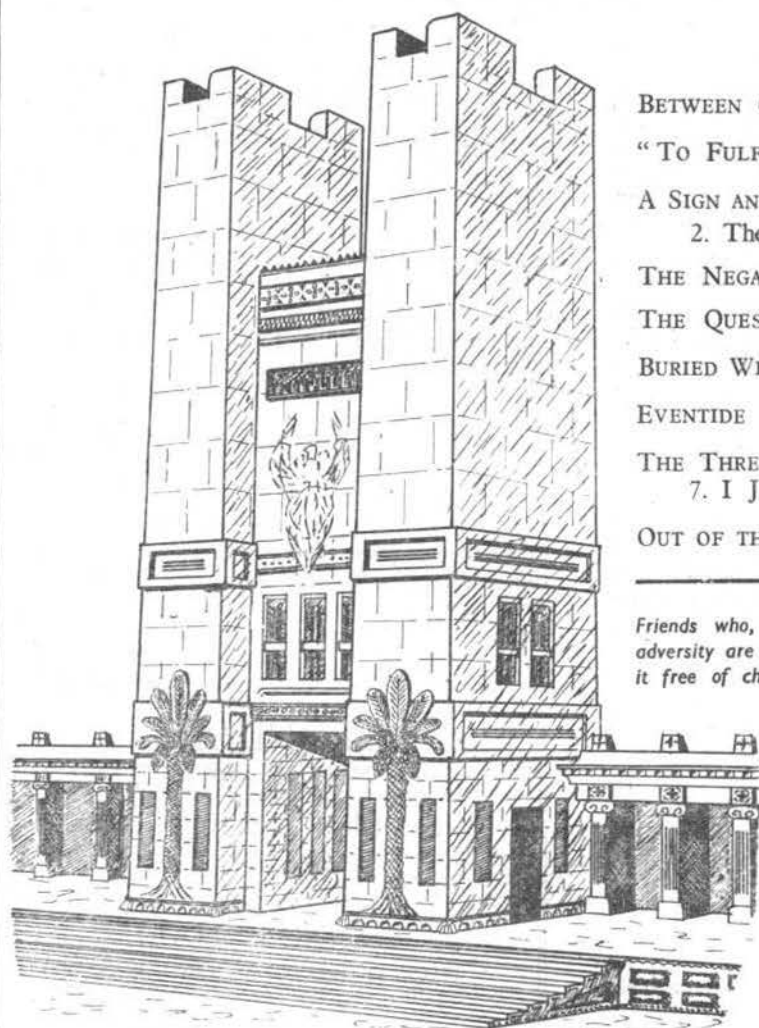 BETWEEN
“ TO FULF
A SIGN AN
2. The
THE NEGA
THE QUES
BURIED
EVENTIDE
THE THRE
7. I J
OUT OF TH
Friends who,
adversity are
it free of ch